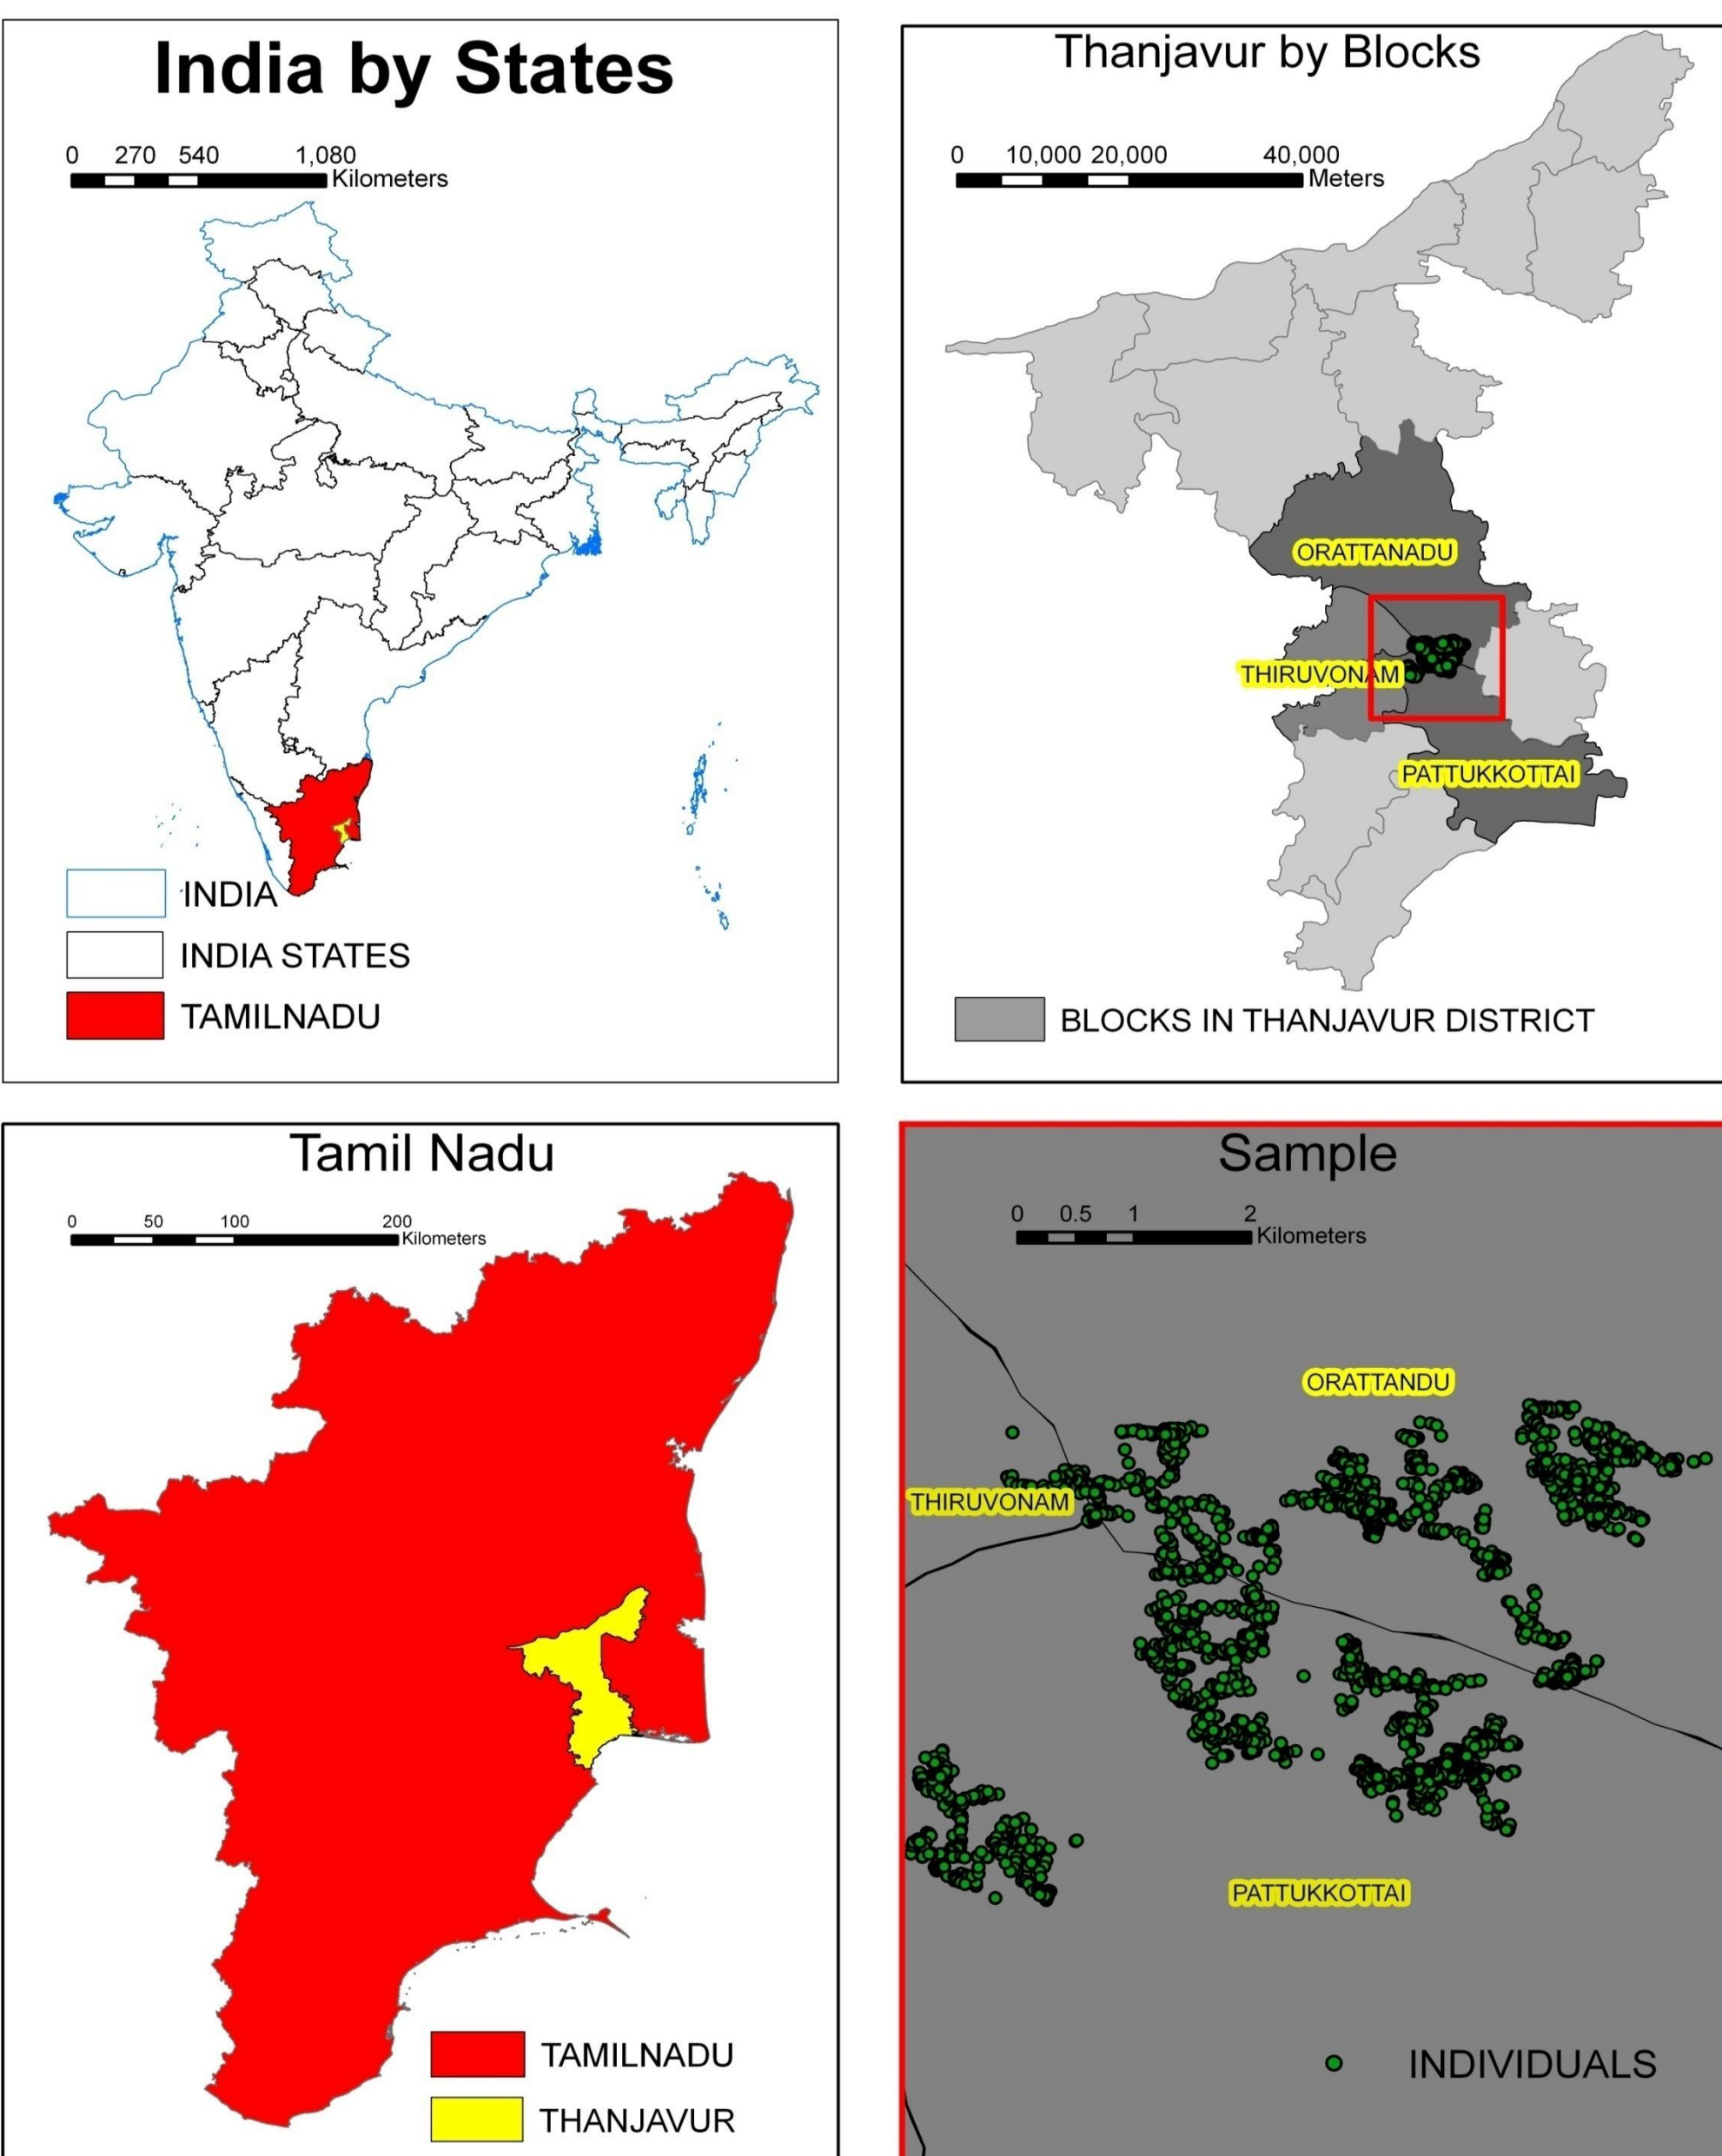 India by States
0 270 540 1,080
Kilometers
INDIA
INDIA STATES
TAMILNADU
Thanjavur by Blocks
0 10,000 20,000 40,000
Meters
ORATTANADU
THIRUVONAM
PATTUKKOTTAI
BLOCKS IN THANJAVUR DISTRICT
Tamil Nadu
0 50 100 200
Kilometers
TAMILNADU
THANJAVUR
Sample
0 0.5 1 2
Kilometers
ORATTANDU
THIRUVONAM
PATTUKKOTTAI
INDIVIDUALS